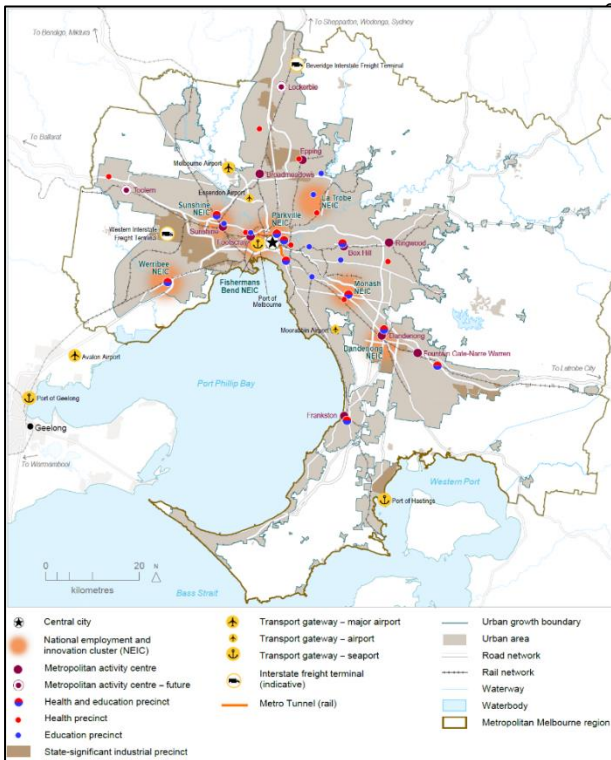 To Shepparton, Wodonga, Sydney
To Bendigo, Mildura
Beveridge Interstate Freight Terminal
Lockerbie
To Ballarat
Epping
Melbourne Airport
Broadmeadows
Toolern
Essendon Airport
La Trobe
NEIC
Sunshine
NEIC
Parkville
NEIC
Western Interstate
Freight Terminal
Sunshine
Footscray
Ringwood
Box Hill
Werribee
NEIC
Fishermans
Bend NEIC
Port of
Melbourne
Monash
NEIC
Moorabbin Airport
Dandenong
Avalon Airport
Dandenong
NEIC
Fountain Gate-Narre Warren
To Latrobe City
Port Phillip Bay
Port of Geelong
Geelong
Frankston
To Warrnambool
Western Port
Port of Hastings
0 20 N
kilometres
Bass Strait
Central city
National employment and
innovation cluster (NEIC)
Metropolitan activity centre
Metropolitan activity centre – future
Health and education precinct
Health precinct
Education precinct
State-significant industrial precinct
Transport gateway – major airport
Transport gateway – airport
Transport gateway – seaport
Interstate freight terminal
(indicative)
Metro Tunnel (rail)
Urban growth boundary
Urban area
Road network
Rail network
Waterway
Waterbody
Metropolitan Melbourne region